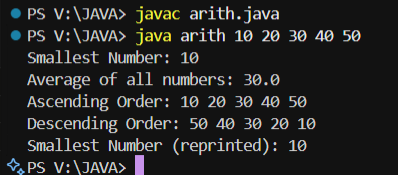 PS V:\JAVA> javac arith.java
PS V:\JAVA> java arith 10 20 30 40 50
Smallest Number: 10
Average of all numbers: 30.0
Ascending Order: 10 20 30 40 50
Descending Order: 50 40 30 20 10
Smallest Number (reprinted): 10
PS V:\JAVA>